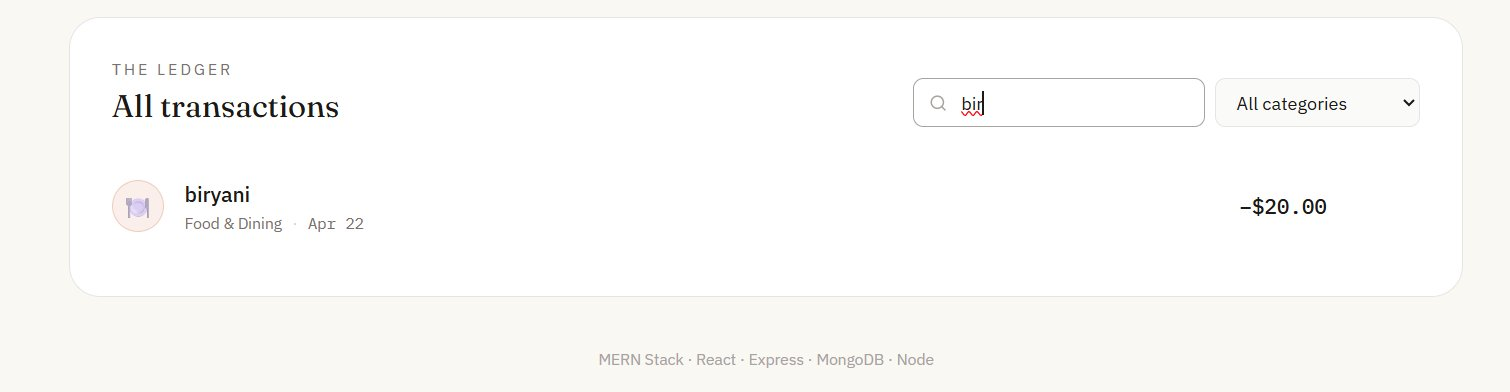 THE LEDGER
All transactions
bir
All categories
biryani
Food & Dining · Apr 22
−$20.00
MERN Stack · React · Express · MongoDB · Node